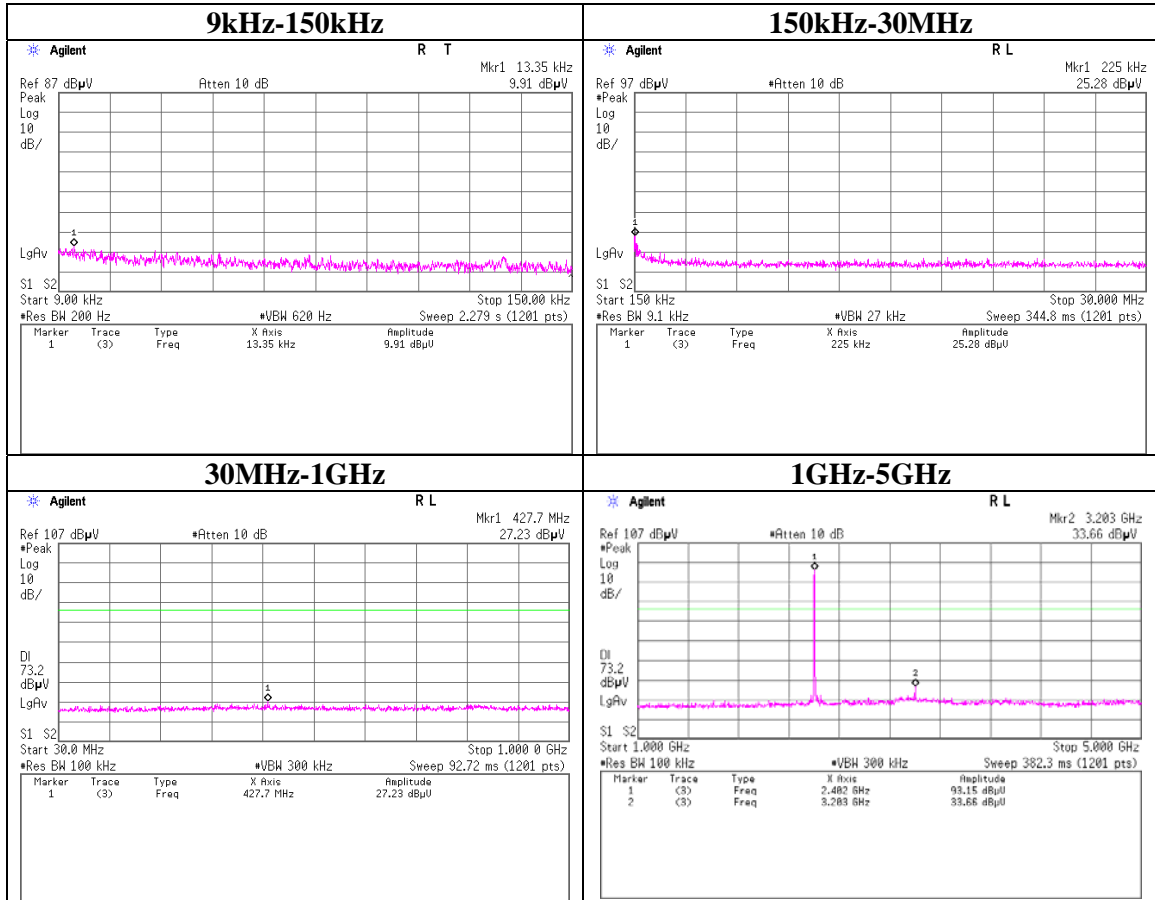 9kHz-150kHz
Agilent R T
Mkr1 13.35 kHz
Ref 87 dBµV Atten 10 dB 9.91 dBµV
Peak
Log
10
dB/
1
LgAv
S1 S2
Start 9.00 kHz Stop 150.00 kHz
#Res BW 200 Hz #VBW 620 Hz Sweep 2.279 s (1201 pts)
Marker Trace Type X Axis Amplitude
1 (3) Freq 13.35 kHz 9.91 dBµV
150kHz-30MHz
Agilent R L
Mkr1 225 kHz
Ref 97 dBµV #Atten 10 dB 25.28 dBµV
#Peak
Log
10
dB/
1
LgAv
S1 S2
Start 150 kHz Stop 30.000 MHz
#Res BW 9.1 kHz #VBW 27 kHz Sweep 344.8 ms (1201 pts)
Marker Trace Type X Axis Amplitude
1 (3) Freq 225 kHz 25.28 dBµV
30MHz-1GHz
Agilent R L
Mkr1 427.7 MHz
Ref 107 dBµV #Atten 10 dB 27.23 dBµV
#Peak
Log
10
dB/
DI
73.2
dBµV
1
LgAv
S1 S2
Start 30.0 MHz Stop 1.000 0 GHz
#Res BW 100 kHz #VBW 300 kHz Sweep 92.72 ms (1201 pts)
Marker Trace Type X Axis Amplitude
1 (3) Freq 427.7 MHz 27.23 dBµV
1GHz-5GHz
Agilent R L
Mkr2 3.203 GHz
Ref 107 dBµV #Atten 10 dB 33.66 dBµV
#Peak
1
Log
10
dB/
DI
73.2
2
dBµV
LgAv
S1 S2
Start 1.000 GHz Stop 5.000 GHz
#Res BW 100 kHz #VBW 300 kHz Sweep 382.3 ms (1201 pts)
Marker Trace Type X Axis Amplitude
1 (3) Freq 2.402 GHz 93.15 dBµV
2 (3) Freq 3.203 GHz 33.66 dBµV